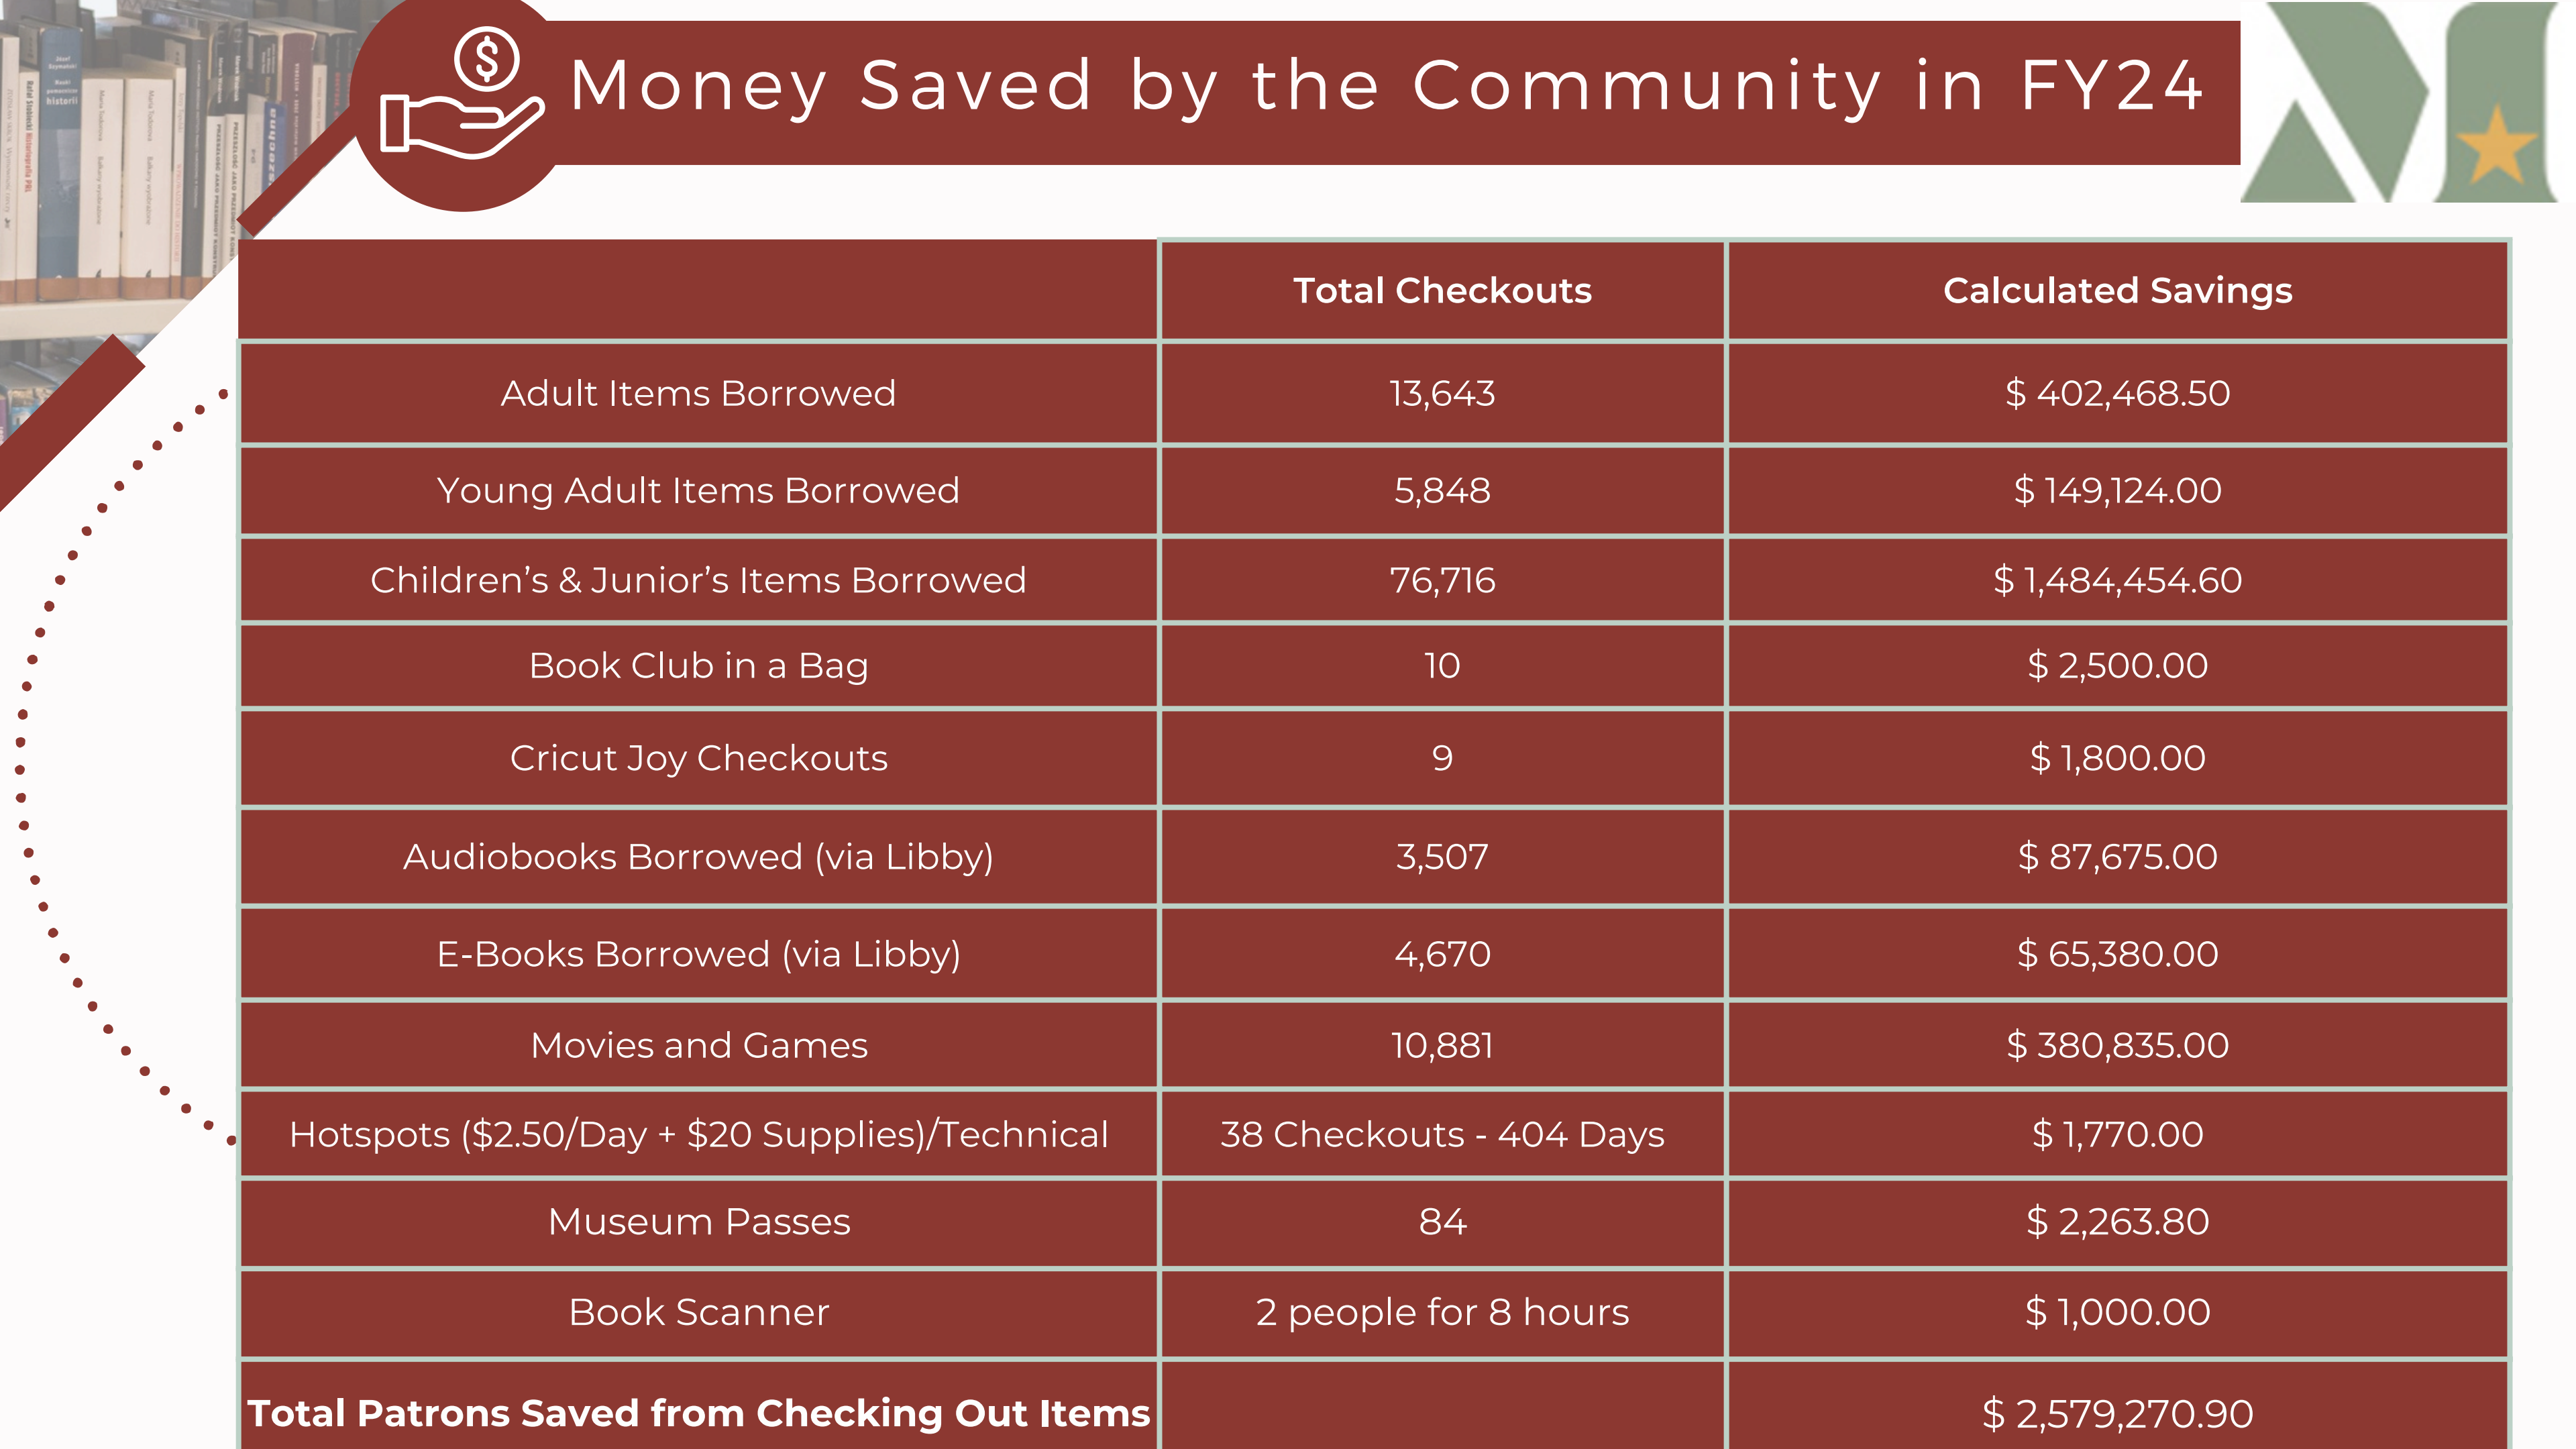 Money Saved by the Community in FY24
Total Checkouts Calculated Savings
Adult Items Borrowed 13,643 $ 402,468.50
Young Adult Items Borrowed 5,848 $ 149,124.00
Children’s & Junior’s Items Borrowed 76,716 $ 1,484,454.60
Book Club in a Bag 10 $ 2,500.00
Cricut Joy Checkouts 9 $ 1,800.00
Audiobooks Borrowed (via Libby) 3,507 $ 87,675.00
E-Books Borrowed (via Libby) 4,670 $ 65,380.00
Movies and Games 10,881 $ 380,835.00
Hotspots ($2.50/Day + $20 Supplies)/Technical 38 Checkouts - 404 Days $ 1,770.00
Museum Passes 84 $ 2,263.80
Book Scanner 2 people for 8 hours $ 1,000.00
Total Patrons Saved from Checking Out Items $ 2,579,270.90